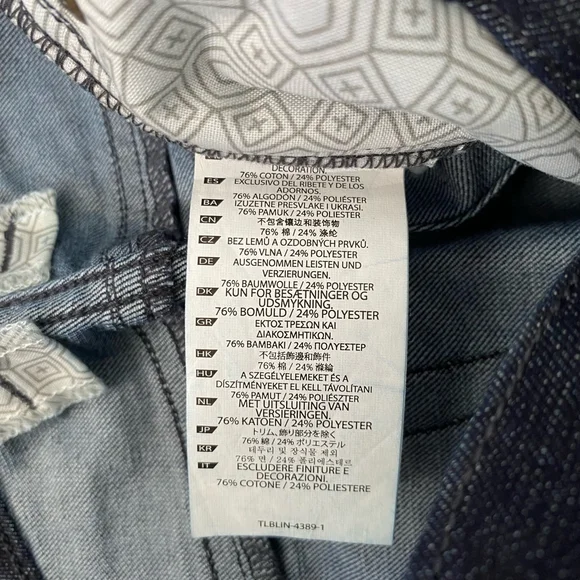 DECORATION.
76% COTON / 24% POLYESTER
ES EXCLUSIVO DEL RIBETE Y DE LOS
ADORNOS.
76% ALGODÓN / 24% POLIÉSTER
BA IZUZETNE PRESVLAKE I UKRASI.
76% PAMUK / 24% POLYESTER
CN 不包含镶边和装饰物
76% 棉 / 24% 涤纶
CZ BEZ LEMŮ A OZDOBNÝCH PRVKŮ.
76% VLNA / 24% POLYESTER
DE AUSGENOMMEN LEISTEN UND
VERZIERUNGEN.
76% BAUMWOLLE / 24% POLYESTER
DK KUN FOR BESÆTNINGER OG
UDSMYKNING.
76% BOMULD / 24% POLYESTER
GR ΕΚΤΟΣ ΤΡΕΣΩΝ ΚΑΙ
ΔΙΑΚΟΣΜΗΤΙΚΩΝ.
76% ΒΑΜΒΑΚΙ / 24% ΠΟΛΥΕΣΤΕΡ
HK 不包括飾邊和飾件
76% 棉 / 24% 滌綸
HU A SZEGÉLYELEMEKET ÉS A
DÍSZÍTMÉNYEKET EL KELL TÁVOLÍTANI
76% PAMUT / 24% POLIÉSZTER
NL MET UITSLUITING VAN
VERSIERINGEN.
76% KATOEN / 24% POLYESTER
JP トリム、飾り部分を除く
76% 綿 / 24% ポリエステル
KR 테두리 및 장식물 제외
76% 면 / 24% 폴리에스테르
IT ESCLUDERE FINITURE E
DECORAZIONI.
76% COTONE / 24% POLIESTERE
TLBLIN-4389-1